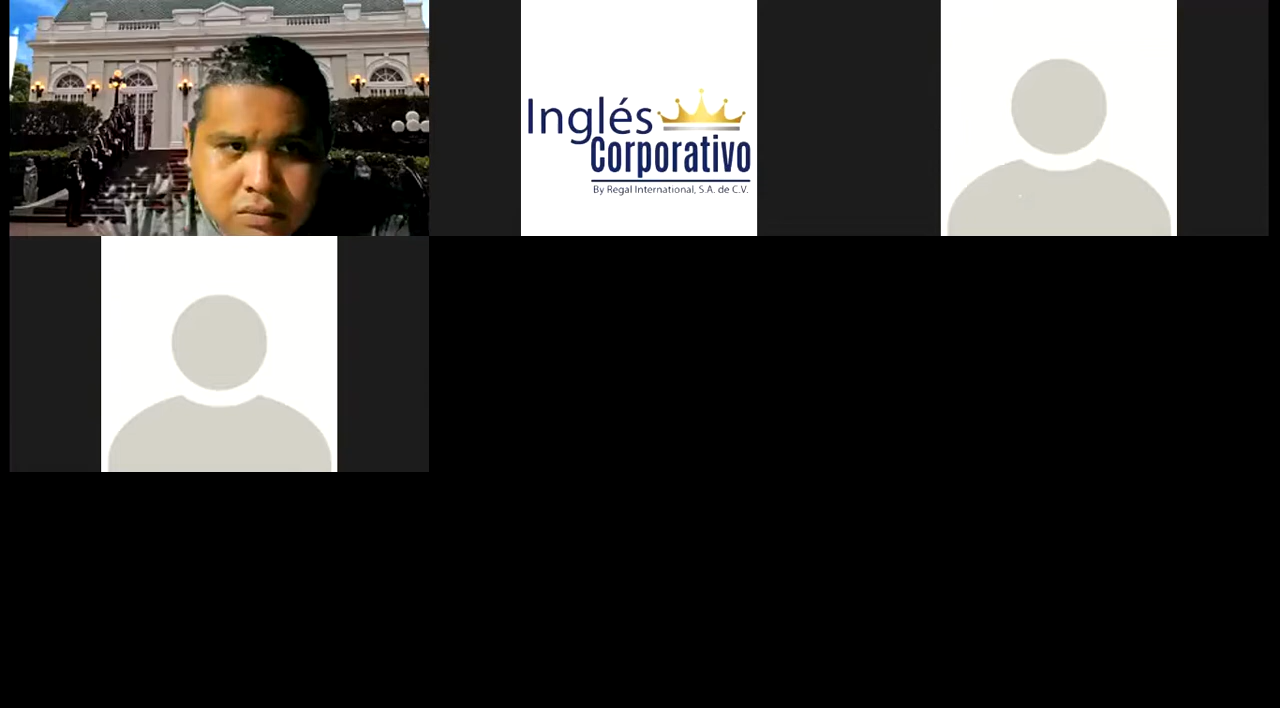 Inglés
Corporativo
By Regal International, S.A. de C.V.